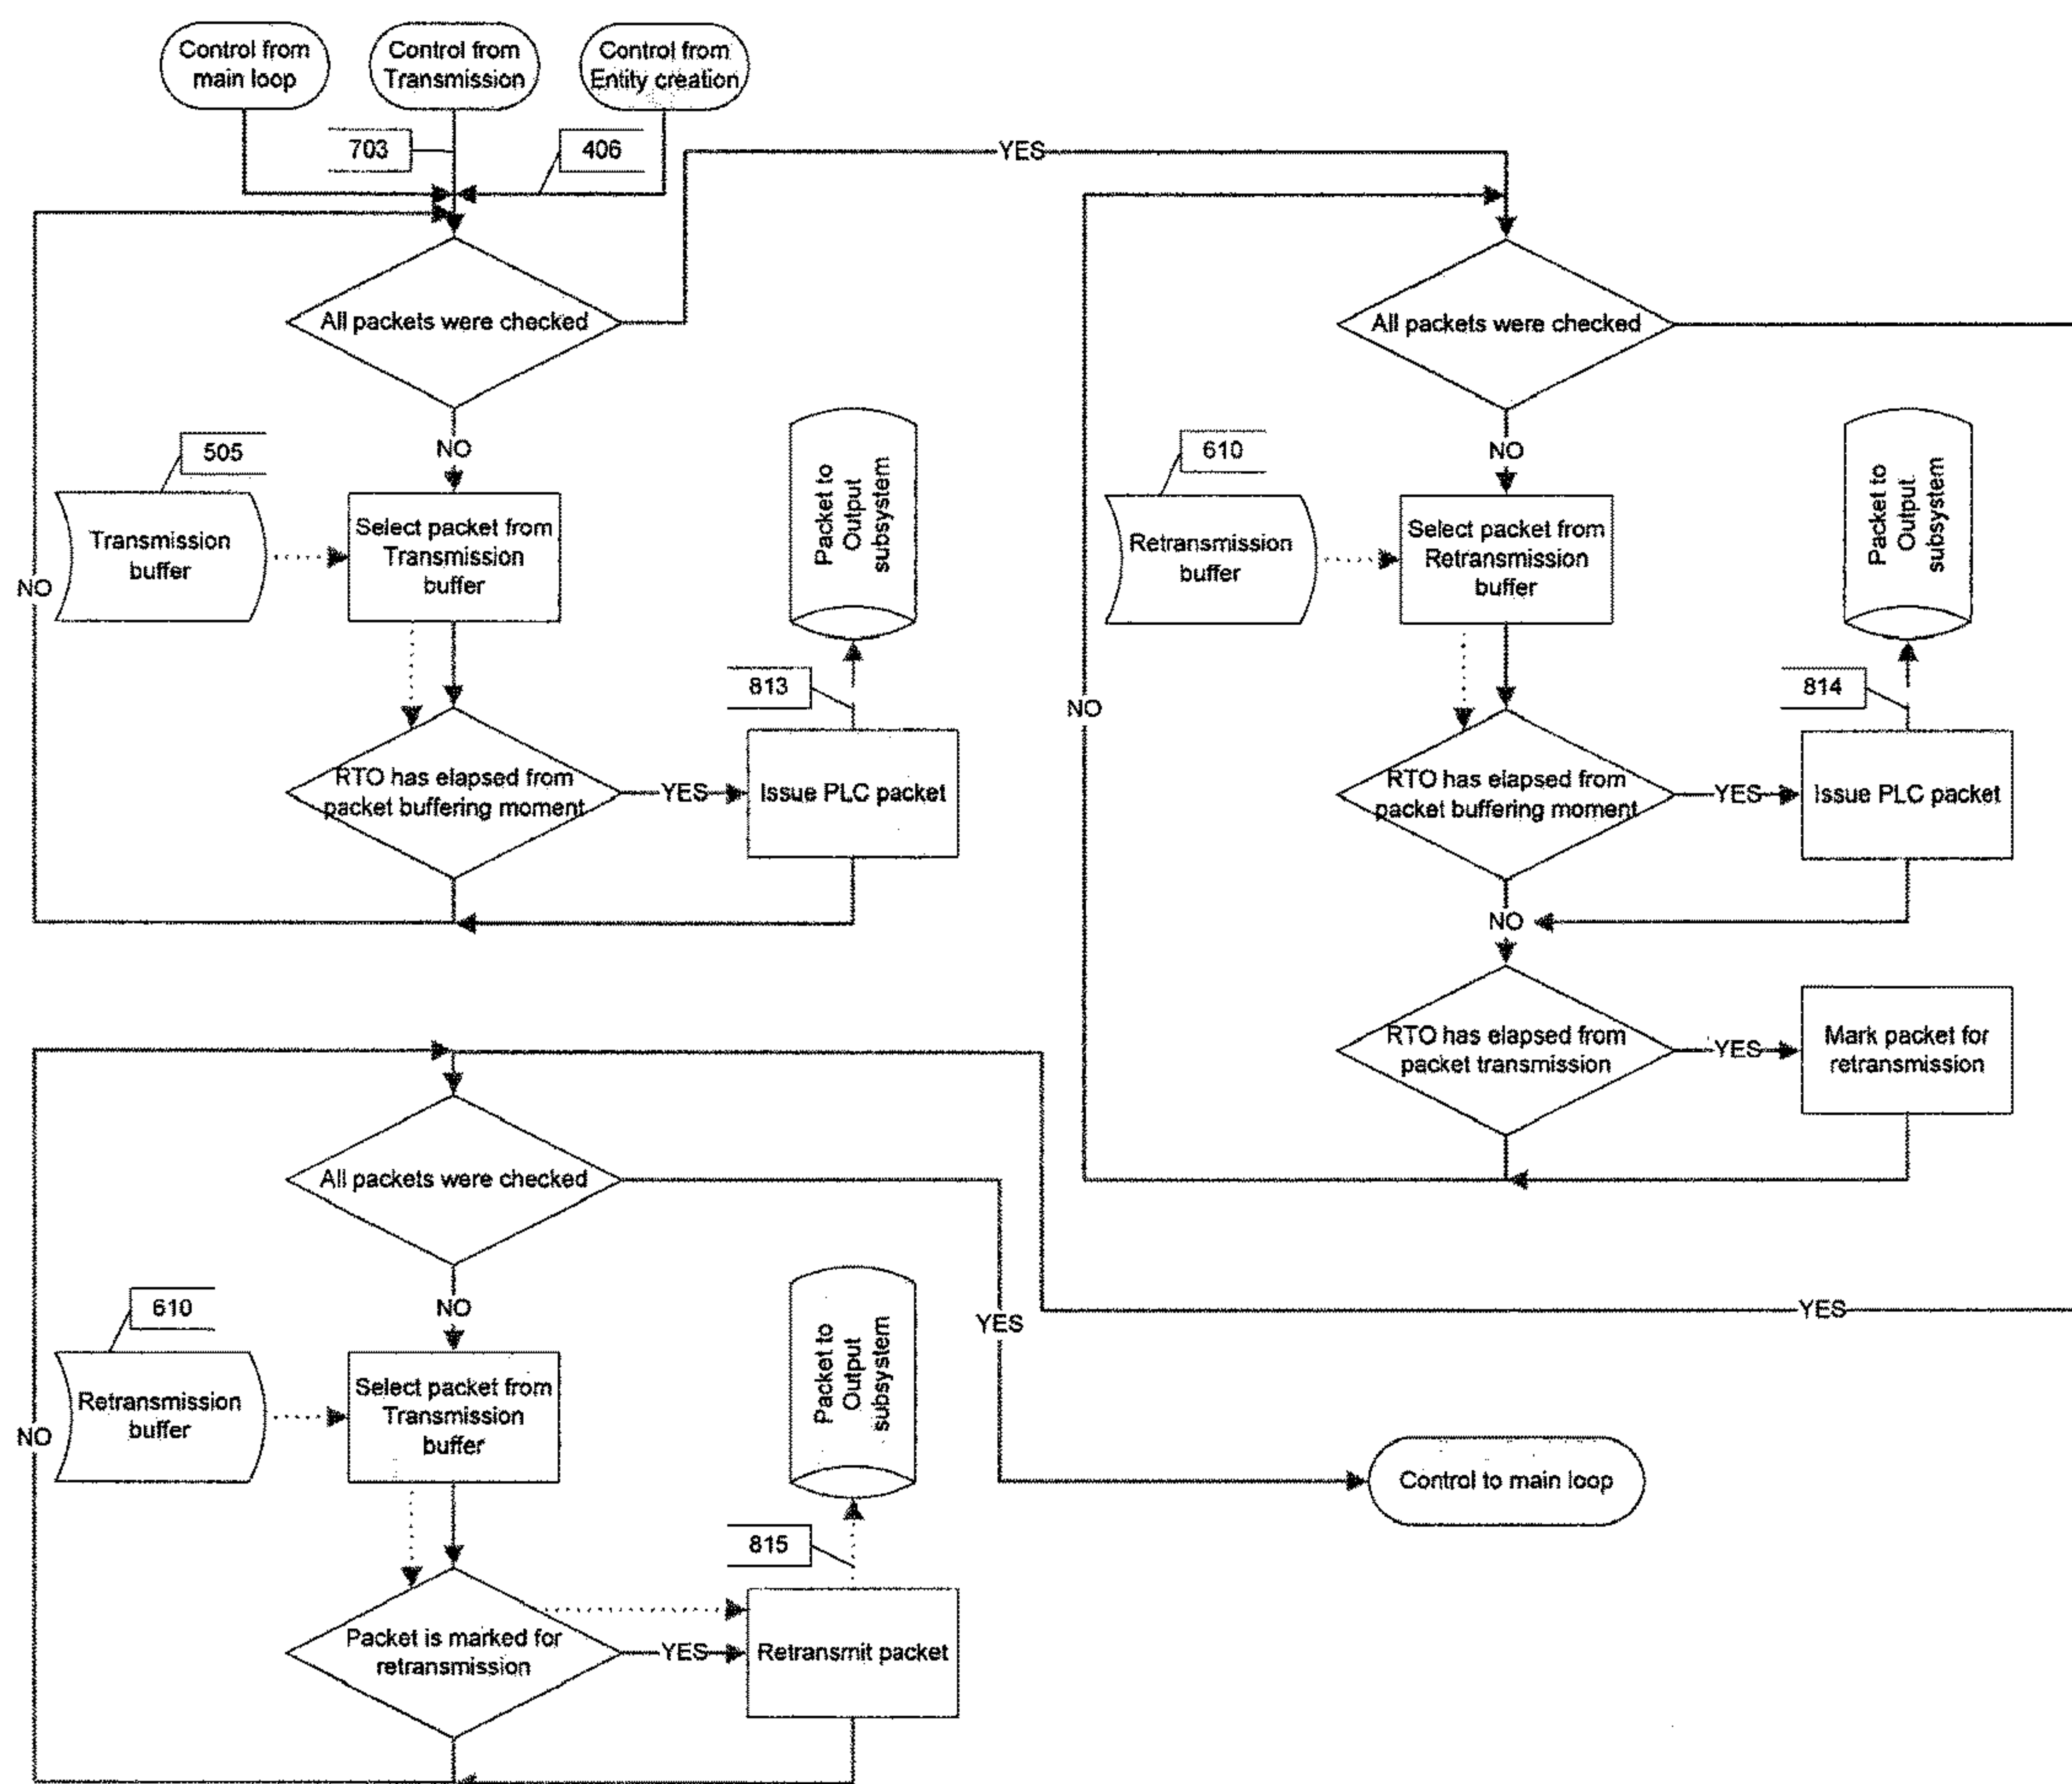 Control from
main loop
Control from
Transmission
Control from
Entity creation
703
406
YES
All packets were checked
NO
505
Transmission
buffer
Select packet from
Transmission
buffer
Packet to
Output
subsystem
NO
813
RTO has elapsed from
packet buffering moment
YES
Issue PLC packet
All packets were checked
NO
610
Retransmission
buffer
Select packet from
Retransmission
buffer
Packet to
Output
subsystem
NO
814
RTO has elapsed from
packet buffering moment
YES
Issue PLC packet
NO
RTO has elapsed from
packet transmission
YES
Mark packet for
retransmission
All packets were checked
NO
YES
YES
610
Retransmission
buffer
Select packet from
Transmission
buffer
Packet to
Output
subsystem
NO
Control to main loop
815
Packet is marked for
retransmission
YES
Retransmit packet